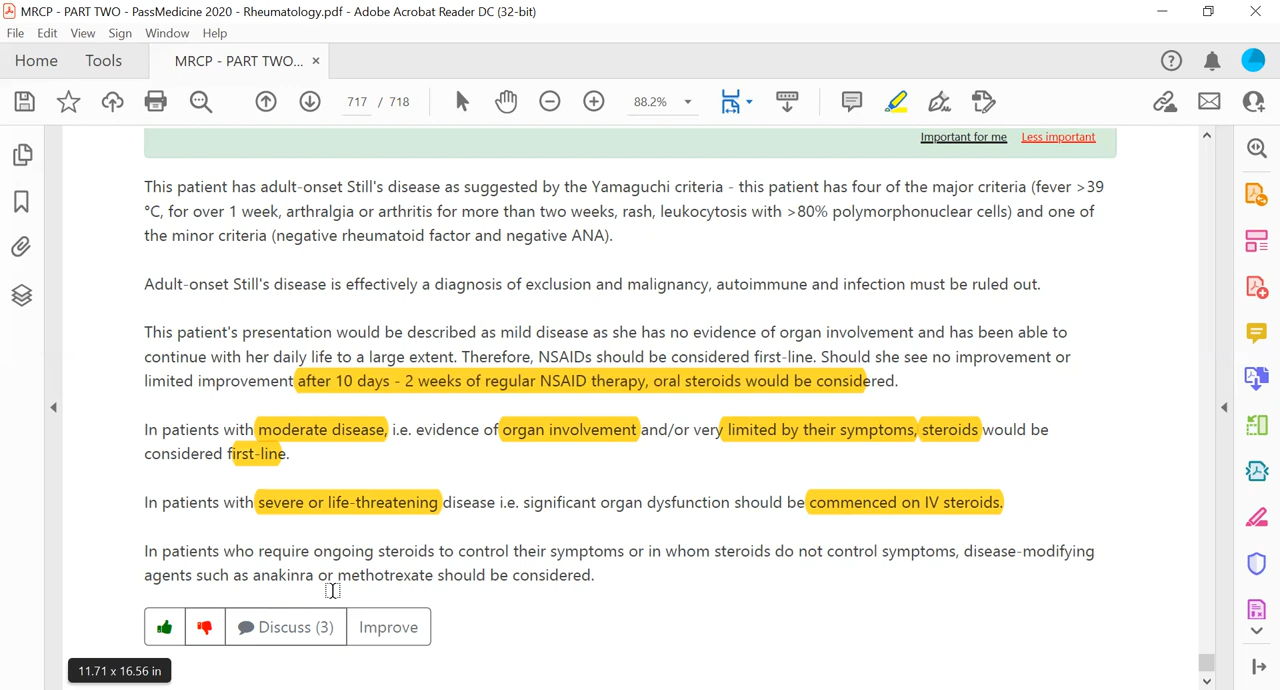 MRCP - PART TWO - PassMedicine 2020 - Rheumatology.pdf - Adobe Acrobat Reader DC (32-bit)
File Edit View Sign Window Help
Home Tools MRCP - PART TWO... ×
717 / 718 88.2%
Important for me Less important
This patient has adult-onset Still's disease as suggested by the Yamaguchi criteria - this patient has four of the major criteria (fever >39
°C, for over 1 week, arthralgia or arthritis for more than two weeks, rash, leukocytosis with >80% polymorphonuclear cells) and one of
the minor criteria (negative rheumatoid factor and negative ANA).
Adult-onset Still's disease is effectively a diagnosis of exclusion and malignancy, autoimmune and infection must be ruled out.
This patient's presentation would be described as mild disease as she has no evidence of organ involvement and has been able to
continue with her daily life to a large extent. Therefore, NSAIDs should be considered first-line. Should she see no improvement or
limited improvement after 10 days - 2 weeks of regular NSAID therapy, oral steroids would be considered.
In patients with moderate disease, i.e. evidence of organ involvement and/or very limited by their symptoms, steroids would be
considered first-line.
In patients with severe or life-threatening disease i.e. significant organ dysfunction should be commenced on IV steroids.
In patients who require ongoing steroids to control their symptoms or in whom steroids do not control symptoms, disease-modifying
agents such as anakinra or methotrexate should be considered.
Discuss (3) Improve
11.71 x 16.56 in